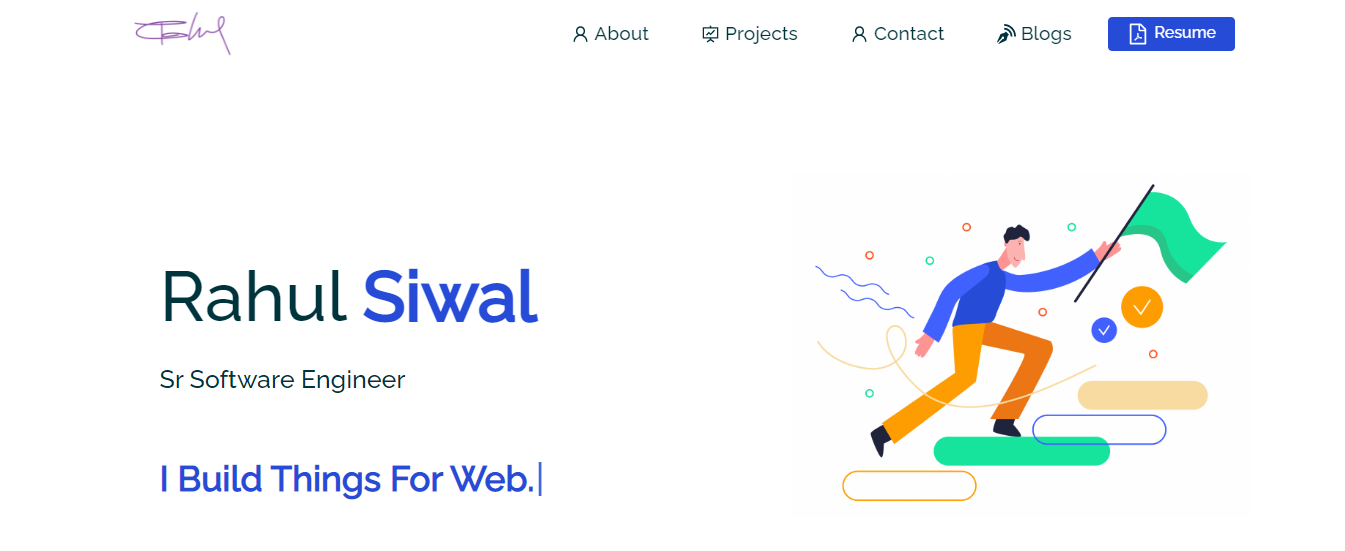 About Projects Contact Blogs Resume
Rahul Siwal
Sr Software Engineer
I Build Things For Web.